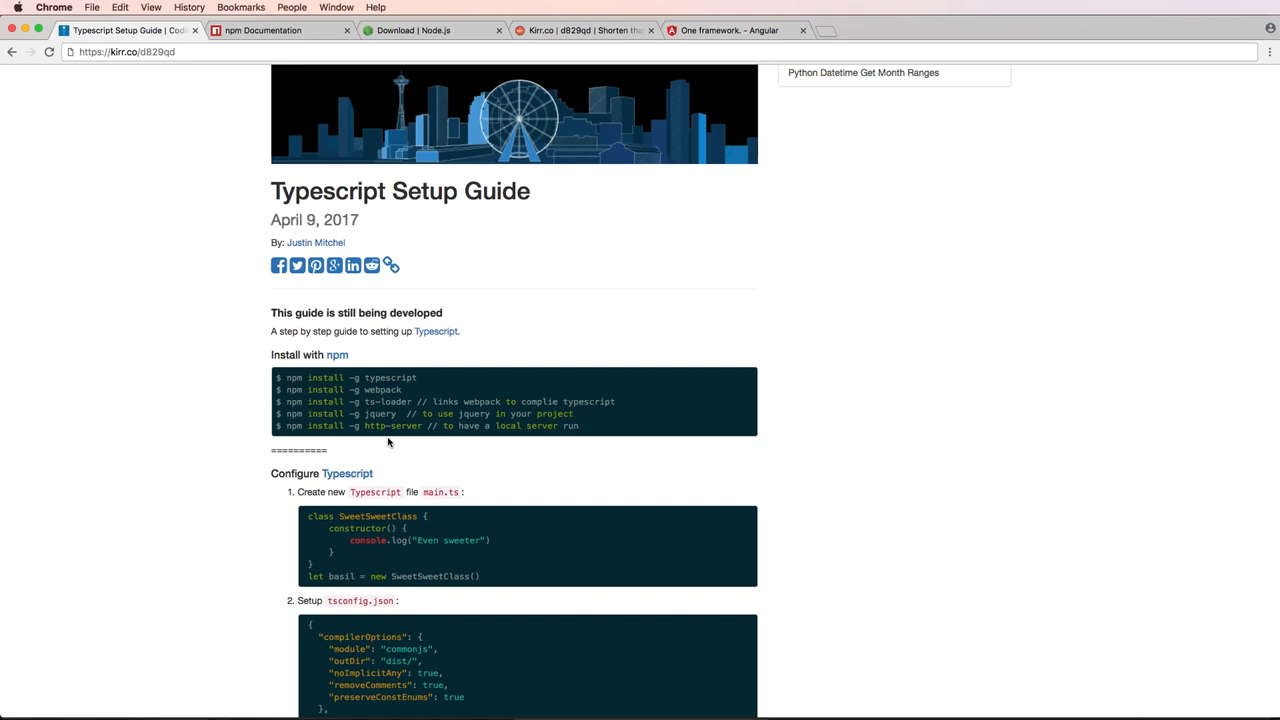 Chrome File Edit View History Bookmarks People Window Help
Typescript Setup Guide | Codi npm Documentation Download | Node.js Kirr.co | d829qd | Shorten tha One framework. - Angular
https://kirr.co/d829qd
Python Datetime Get Month Ranges
Typescript Setup Guide
April 9, 2017
By: Justin Mitchel
This guide is still being developed
A step by step guide to setting up Typescript.
Install with npm
$ npm install -g typescript
$ npm install -g webpack
$ npm install -g ts-loader // links webpack to complie typescript
$ npm install -g jquery // to use jquery in your project
$ npm install -g http-server // to have a local server run
==========
Configure Typescript
1. Create new Typescript file main.ts:
class SweetSweetClass {
constructor() {
console.log("Even sweeter")
}
}
let basil = new SweetSweetClass()
2. Setup tsconfig.json:
{
"compilerOptions": {
"module": "commonjs",
"outDir": "dist/",
"noImplicitAny": true,
"removeComments": true,
"preserveConstEnums": true
},